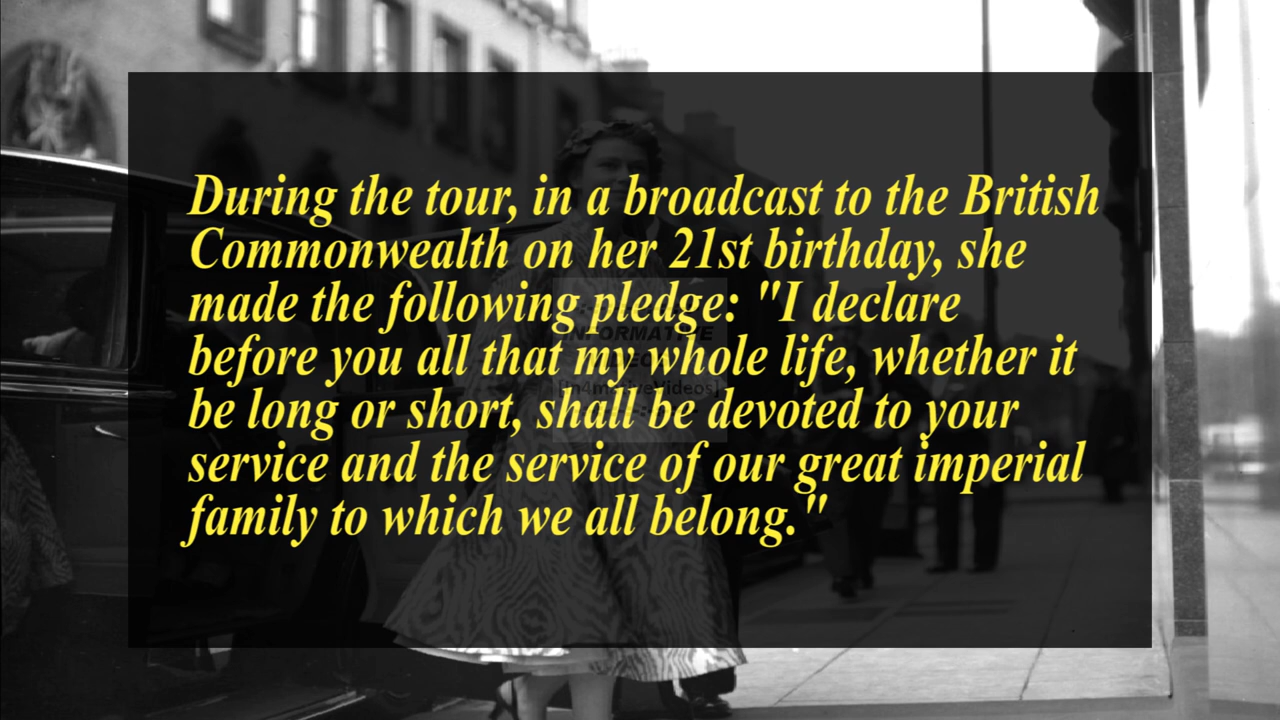 During the tour, in a broadcast to the British
Commonwealth on her 21st birthday, she
made the following pledge: "I declare
before you all that my whole life, whether it
be long or short, shall be devoted to your
service and the service of our great imperial
family to which we all belong."
INFORMATIVE
[In4mativeVideos]